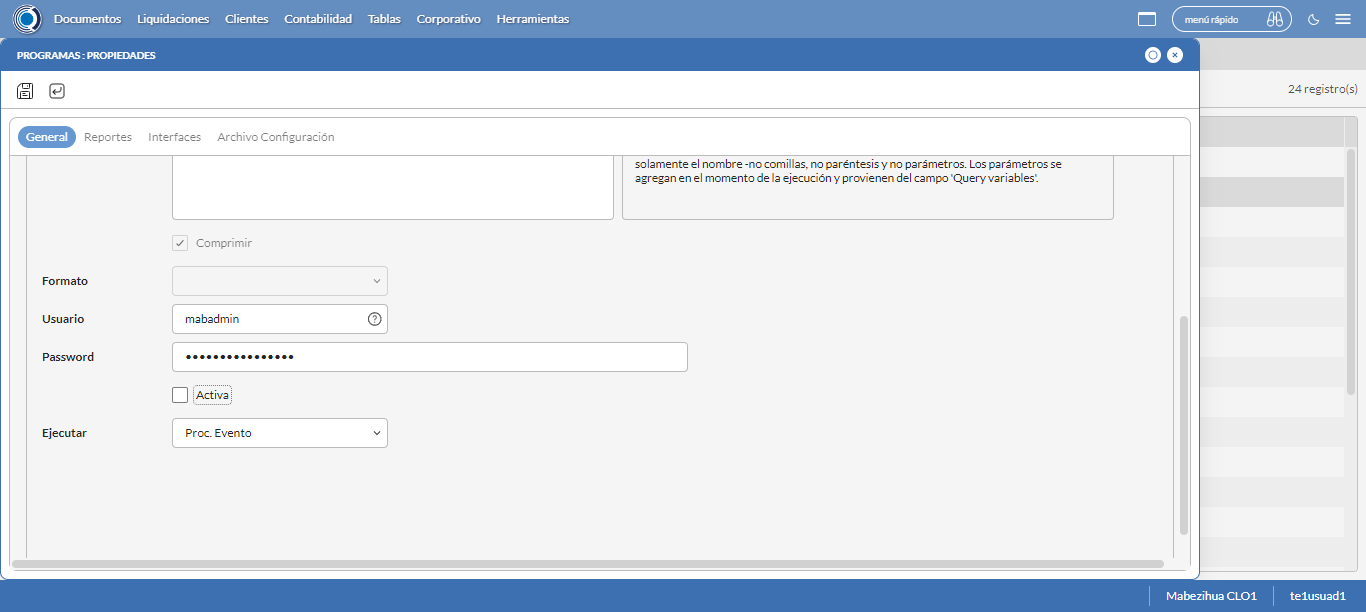 Documentos Liquidaciones Clientes Contabilidad Tablas Corporativo Herramientas menú rápido
PROGRAMAS : PROPIEDADES
24 registro(s)
General Reportes Interfaces Archivo Configuración
solamente el nombre -no comillas, no paréntesis y no parámetros. Los parámetros se
agregan en el momento de la ejecución y provienen del campo 'Query variables'.
Comprimir
Formato
Usuario mabadmin
Password ••••••••••••••••
Activa
Ejecutar Proc. Evento
Mabezihua CLO1 te1usuad1